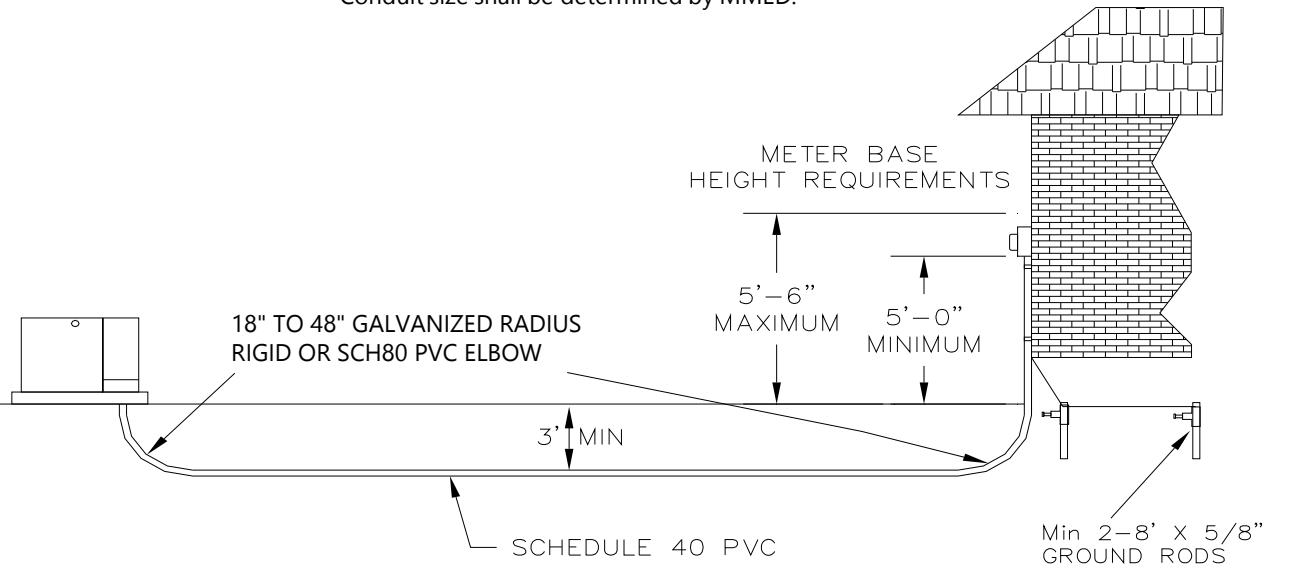 Conduit size shall be determined by MMED.
METER BASE
HEIGHT REQUIREMENTS
5'-6"
MAXIMUM
5'-0"
MINIMUM
18" TO 48" GALVANIZED RADIUS
RIGID OR SCH80 PVC ELBOW
3' MIN
SCHEDULE 40 PVC
Min 2-8' X 5/8"
GROUND RODS